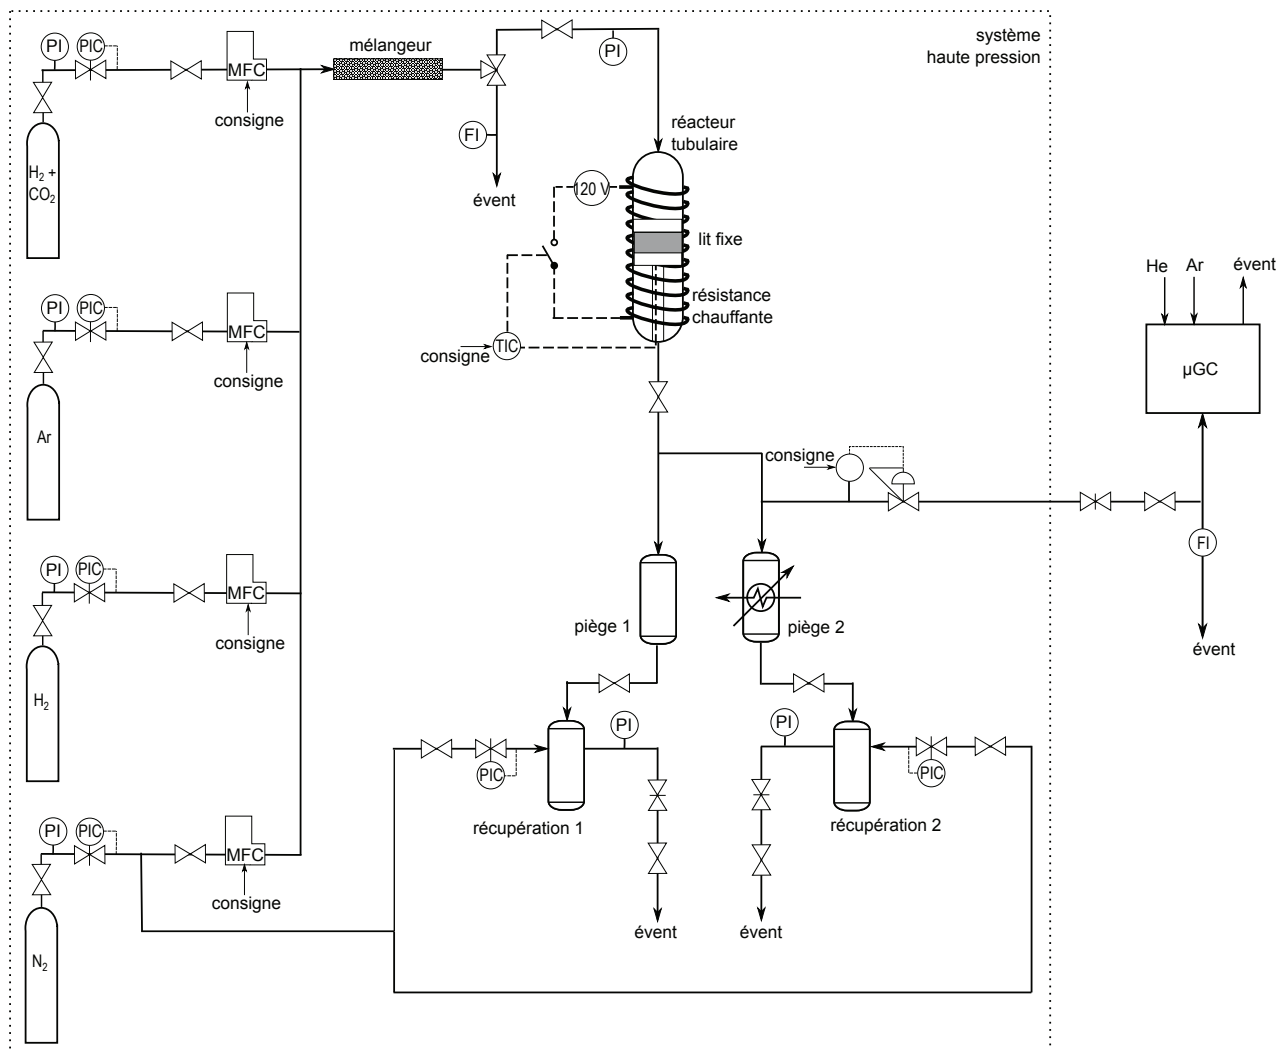 système
haute pression
PI
PIC
MFC
consigne
H2 +
CO2
mélangeur
PI
FI
évent
réacteur
tubulaire
120 V
lit fixe
résistance
chauffante
consigne
TIC
PI
PIC
MFC
consigne
Ar
He
Ar
évent
µGC
consigne
FI
évent
PI
PIC
MFC
consigne
H2
piège 1
piège 2
PI
PIC
récupération 1
évent
PI
PIC
récupération 2
évent
PI
PIC
MFC
consigne
N2